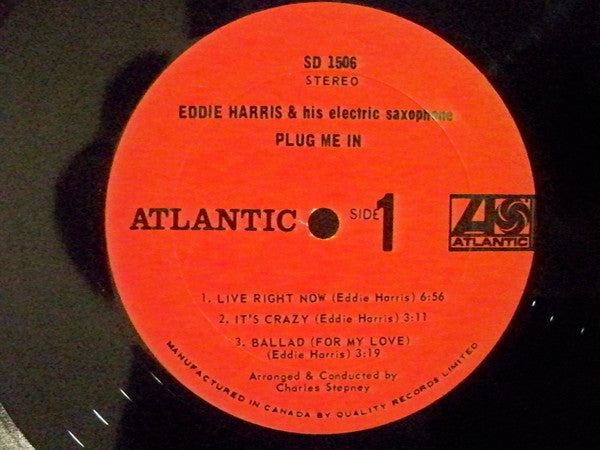 SD 1506
STEREO
EDDIE HARRIS & his electric saxophone
PLUG ME IN
ATLANTIC
SIDE 1
ATLANTIC
1. LIVE RIGHT NOW (Eddie Harris) 6:56
2. IT'S CRAZY (Eddie Harris) 3:11
3. BALLAD (FOR MY LOVE)
(Eddie Harris) 3:19
Arranged & Conducted by
Charles Stepney
MANUFACTURED IN CANADA BY QUALITY RECORDS LIMITED